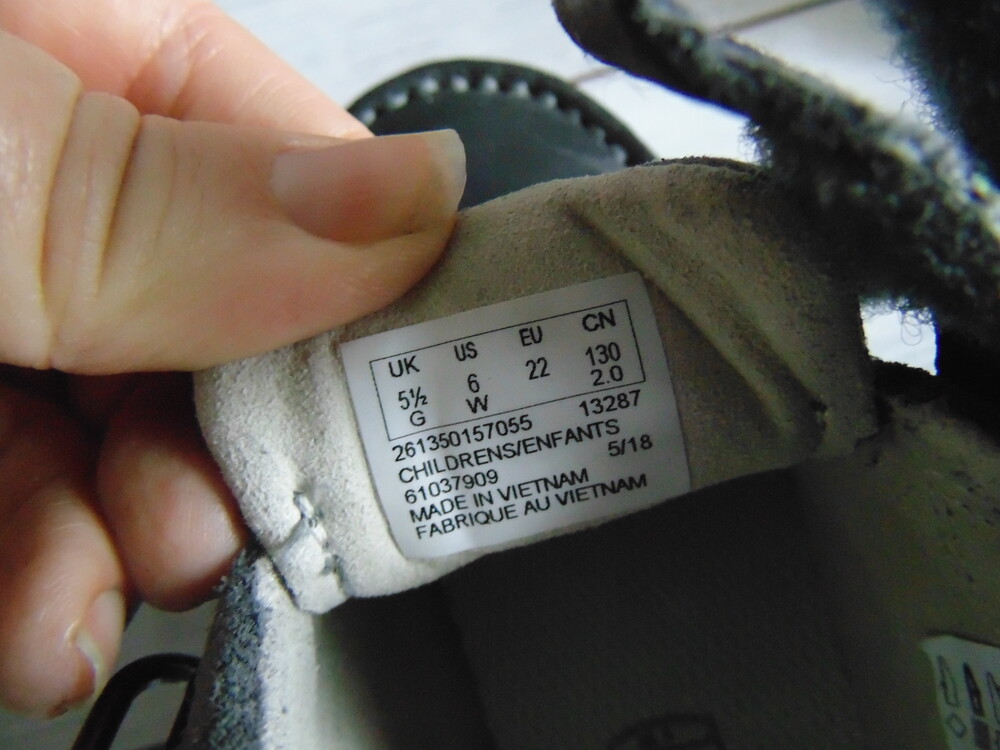 UK US EU CN
5½ 6 22 130
G W 2.0
261350157055 13287
CHILDRENS/ENFANTS
61037909 5/18
MADE IN VIETNAM
FABRIQUE AU VIETNAM